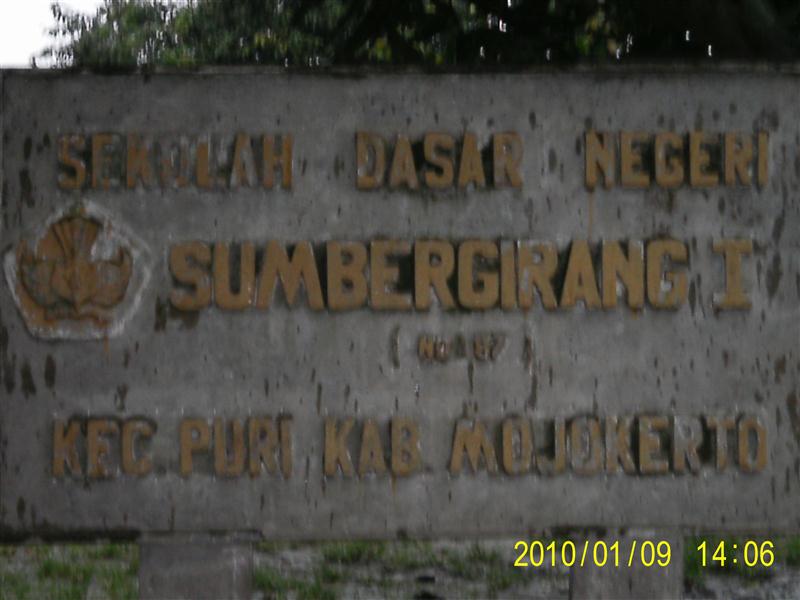 SEKOLAH DASAR NEGERI
SUMBERGIRANG I
KEC PURI KAB MOJOKERTO
2010/01/09 14:06